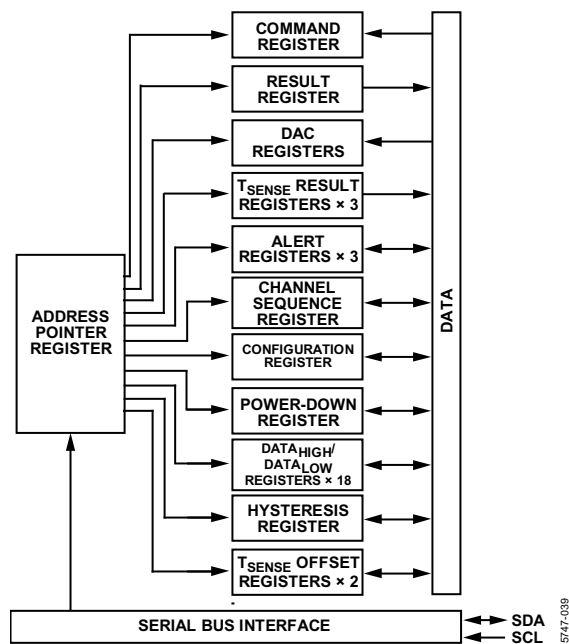 COMMAND
REGISTER
RESULT
REGISTER
DAC
REGISTERS
TSENSE RESULT
REGISTERS × 3
ALERT
REGISTERS × 3
CHANNEL
SEQUENCE
REGISTER
ADDRESS
POINTER
REGISTER
CONFIGURATION
REGISTER
POWER-DOWN
REGISTER
DATAHIGH/
DATALOW
REGISTERS × 18
HYSTERESIS
REGISTER
TSENSE OFFSET
REGISTERS × 2
DATA
SERIAL BUS INTERFACE
SDA
SCL
5747-039